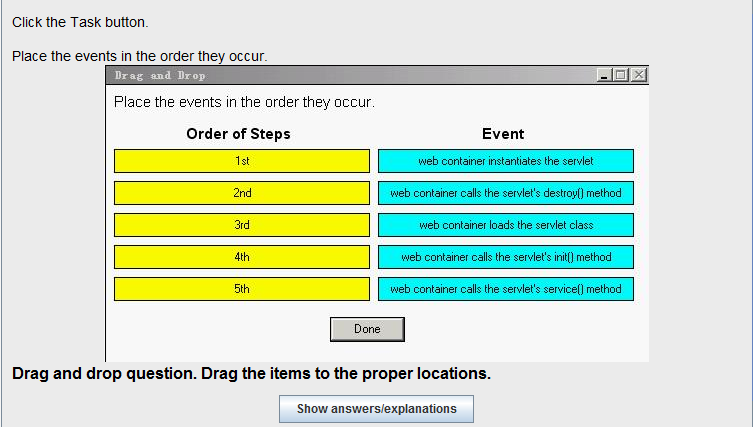 Click the Task button.
Place the events in the order they occur.
Drag and Drop
Place the events in the order they occur.
Order of Steps Event
1st web container instantiates the servlet
2nd web container calls the servlet's destroy() method
3rd web container loads the servlet class
4th web container calls the servlet's init() method
5th web container calls the servlet's service() method
Done
Drag and drop question. Drag the items to the proper locations.
Show answers/explanations